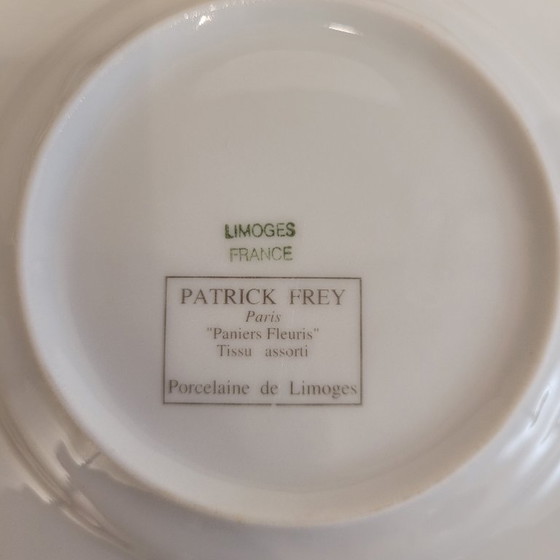 LIMOGES
FRANCE
PATRICK FREY
Paris
"Paniers Fleuris"
Tissu assorti
Porcelaine de Limoges